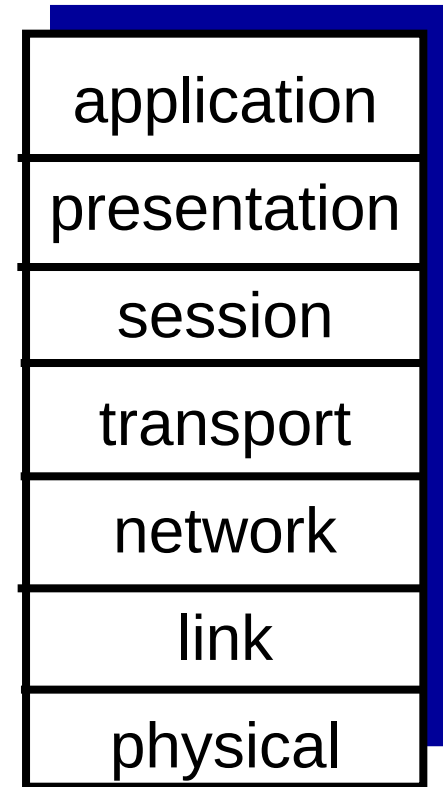 application
presentation
session
transport
network
link
physical